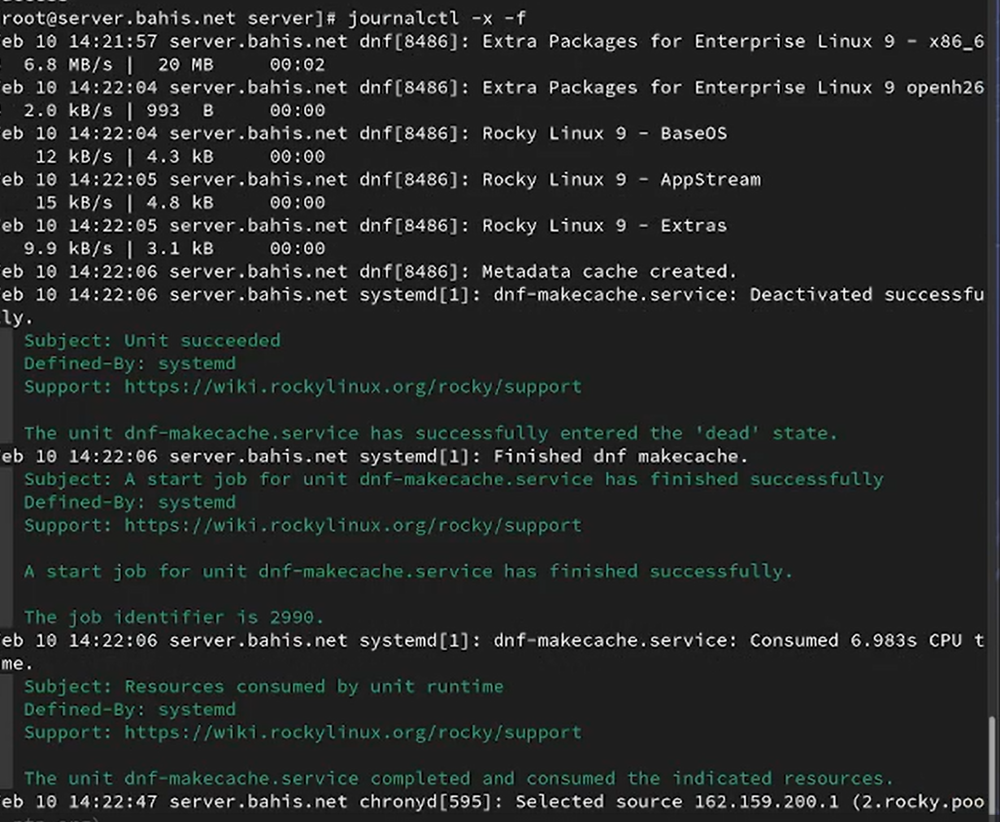 root@server.bahis.net server]# journalctl -x -f
eb 10 14:21:57 server.bahis.net dnf[8486]: Extra Packages for Enterprise Linux 9 - x86_6
6.8 MB/s |  20 MB     00:02
eb 10 14:22:04 server.bahis.net dnf[8486]: Extra Packages for Enterprise Linux 9 openh26
2.0 kB/s | 993  B     00:00
eb 10 14:22:04 server.bahis.net dnf[8486]: Rocky Linux 9 - BaseOS
12 kB/s | 4.3 kB     00:00
eb 10 14:22:05 server.bahis.net dnf[8486]: Rocky Linux 9 - AppStream
15 kB/s | 4.8 kB     00:00
eb 10 14:22:05 server.bahis.net dnf[8486]: Rocky Linux 9 - Extras
9.9 kB/s | 3.1 kB     00:00
eb 10 14:22:06 server.bahis.net dnf[8486]: Metadata cache created.
eb 10 14:22:06 server.bahis.net systemd[1]: dnf-makecache.service: Deactivated successfu
ly.
Subject: Unit succeeded
Defined-By: systemd
Support: https://wiki.rockylinux.org/rocky/support
The unit dnf-makecache.service has successfully entered the 'dead' state.
eb 10 14:22:06 server.bahis.net systemd[1]: Finished dnf makecache.
Subject: A start job for unit dnf-makecache.service has finished successfully
Defined-By: systemd
Support: https://wiki.rockylinux.org/rocky/support
A start job for unit dnf-makecache.service has finished successfully.
The job identifier is 2990.
eb 10 14:22:06 server.bahis.net systemd[1]: dnf-makecache.service: Consumed 6.983s CPU t
me.
Subject: Resources consumed by unit runtime
Defined-By: systemd
Support: https://wiki.rockylinux.org/rocky/support
The unit dnf-makecache.service completed and consumed the indicated resources.
eb 10 14:22:47 server.bahis.net chronyd[595]: Selected source 162.159.200.1 (2.rocky.poo